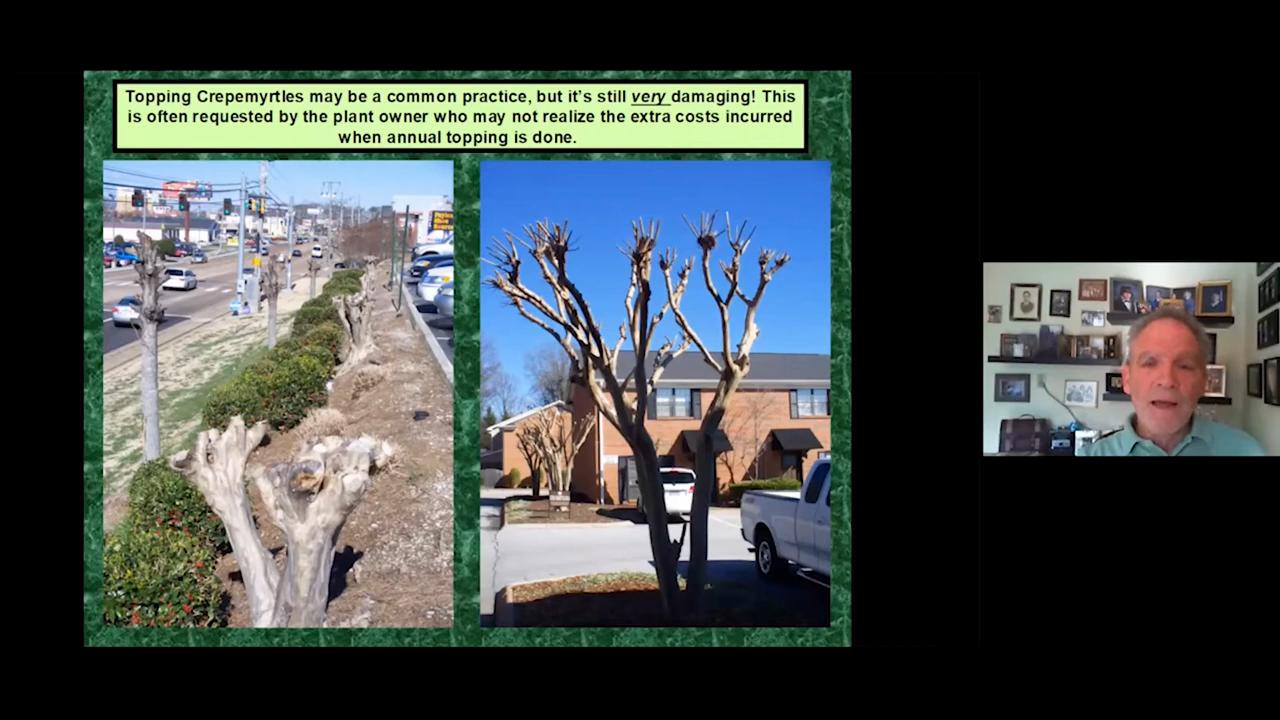 Topping Crepemyrtles may be a common practice, but it's still very damaging! This
is often requested by the plant owner who may not realize the extra costs incurred
when annual topping is done.